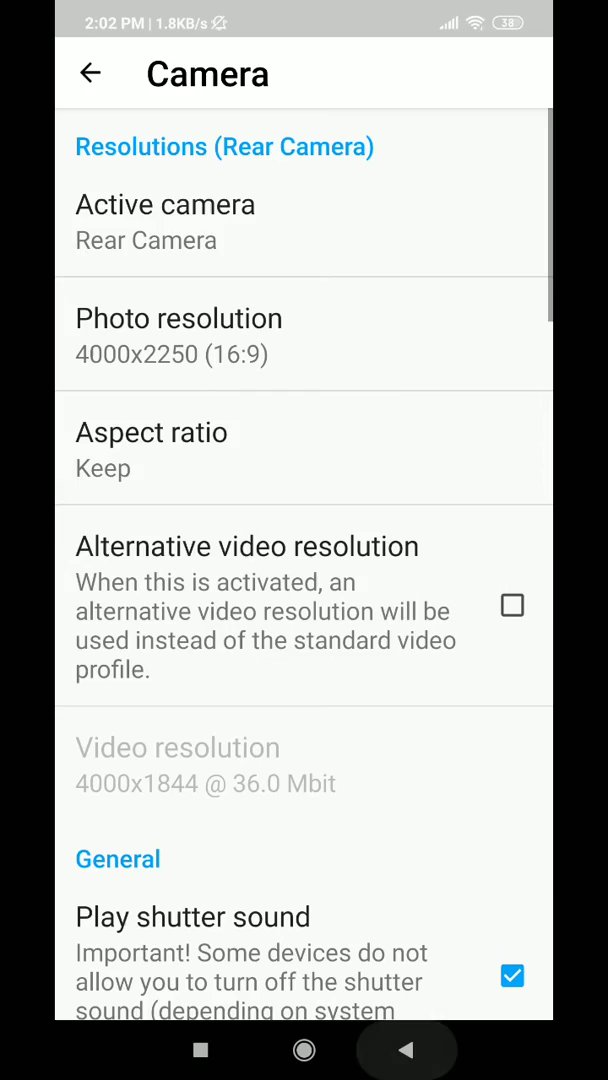 2:02 PM | 1.8KB/s 38
Camera
Resolutions (Rear Camera)
Active camera
Rear Camera
Photo resolution
4000x2250 (16:9)
Aspect ratio
Keep
Alternative video resolution
When this is activated, an
alternative video resolution will be
used instead of the standard video
profile.
Video resolution
4000x1844 @ 36.0 Mbit
General
Play shutter sound
Important! Some devices do not
allow you to turn off the shutter
sound (depending on system